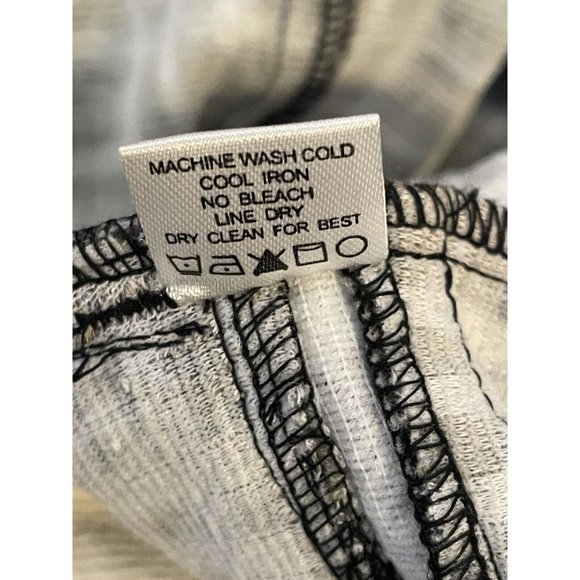 MACHINE WASH COLD
COOL IRON
NO BLEACH
LINE DRY
DRY CLEAN FOR BEST